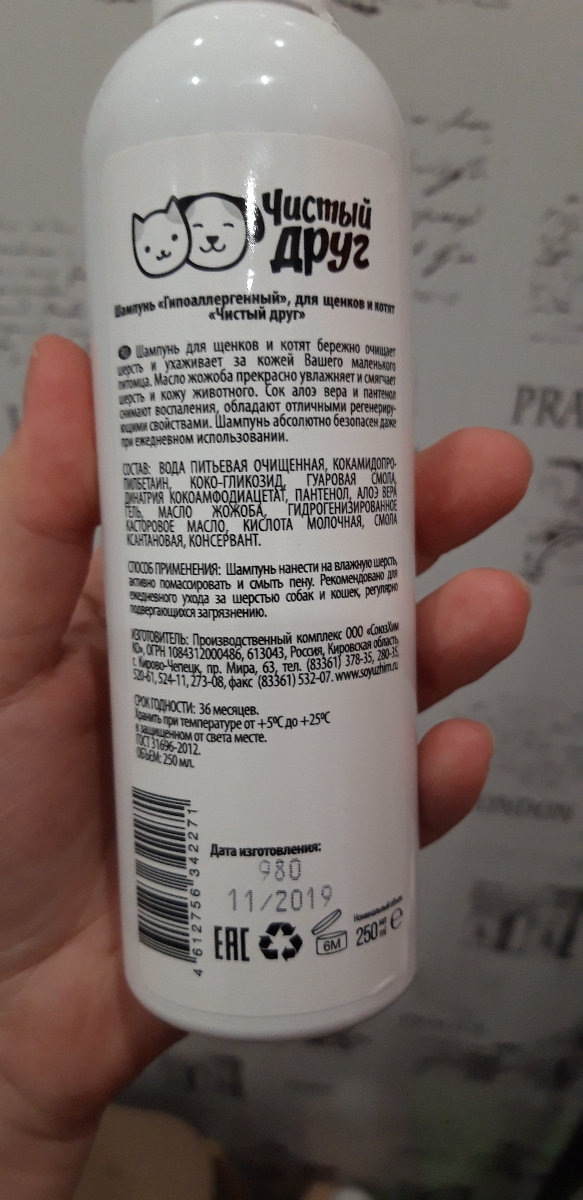 Чистый
друг
Шампунь «Гипоаллергенный», для щенков и котят
«Чистый друг»
Шампунь для щенков и котят бережно очищает
шерсть и ухаживает за кожей Вашего маленького
питомца. Масло жожоба прекрасно увлажняет и смягчает
шерсть и кожу животного. Сок алоэ вера и пантенол
снимают воспаления, обладают отличными регенериру-
ющими свойствами. Шампунь абсолютно безопасен даже
при ежедневном использовании.
СОСТАВ: ВОДА ПИТЬЕВАЯ ОЧИЩЕННАЯ, КОКАМИДОПРО-
ПИЛБЕТАИН, КОКО-ГЛИКОЗИД, ГУАРОВАЯ СМОЛА,
ДИНАТРИЯ КОКОАМФОДИАЦЕТАТ, ПАНТЕНОЛ, АЛОЭ ВЕРА
ГЕЛЬ, МАСЛО ЖОЖОБА, ГИДРОГЕНИЗИРОВАННОЕ
КАСТОРОВОЕ МАСЛО, КИСЛОТА МОЛОЧНАЯ, СМОЛА
КСАНТАНОВАЯ, КОНСЕРВАНТ.
СПОСОБ ПРИМЕНЕНИЯ: Шампунь нанести на влажную шерсть,
активно помассировать и смыть пену. Рекомендовано для
ежедневного ухода за шерстью собак и кошек, регулярно
подвергающихся загрязнению.
ИЗГОТОВИТЕЛЬ: Производственный комплекс ООО «СоюзХим
КО», ОГРН 1084312000486, 613043, Россия, Кировская область,
г. Кирово-Чепецк, пр. Мира, 63, тел. (83361) 378-35, 280-35,
520-61, 524-11, 273-08, факс (83361) 532-07. www.soyuzhim.ru
СРОК ГОДНОСТИ: 36 месяцев.
Хранить при температуре от +5ºС до +25ºС
в защищенном от света месте.
ГОСТ 31696-2012.
ОБЪЕМ: 250 мл.
4 612756 342271
Дата изготовления:
980
11/2019
EAC
6M
Номинальный объем
250 мл ml e
PRA
LONDON